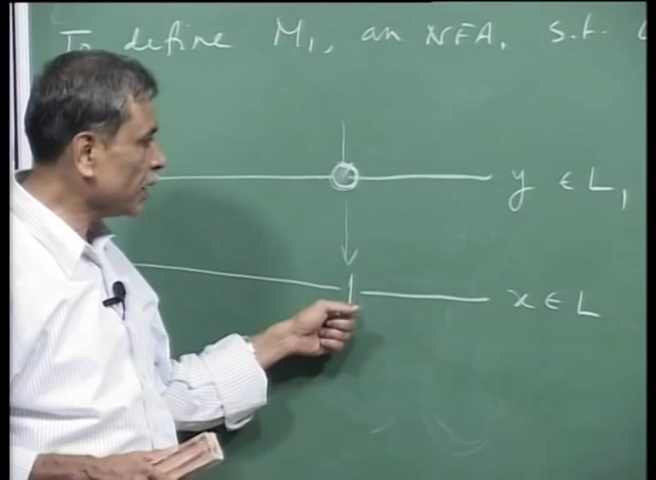 To define M₁, an NFA, s.t.
y ∈ L₁
x ∈ L